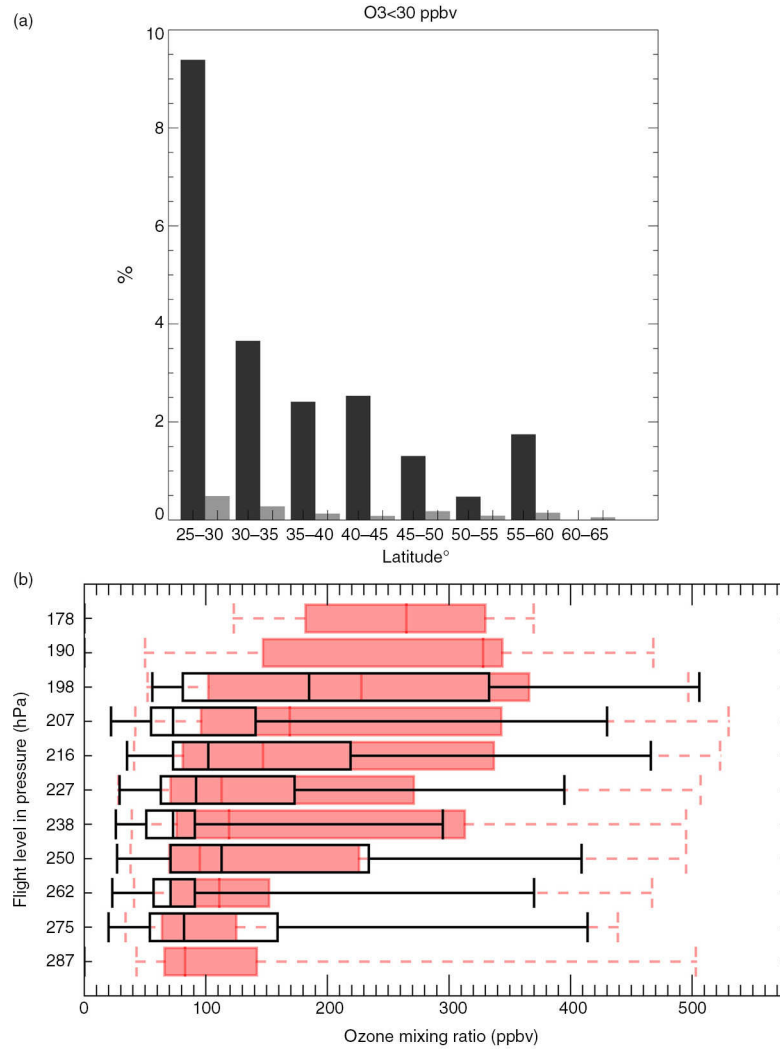 (a)
O3<30 ppbv
10
8
6
4
2
0
%
25–30 30–35 35–40 40–45 45–50 50–55 55–60 60–65
Latitude°
(b)
178
190
198
207
216
227
238
250
262
275
287
Flight level in pressure (hPa)
0 100 200 300 400 500
Ozone mixing ratio (ppbv)